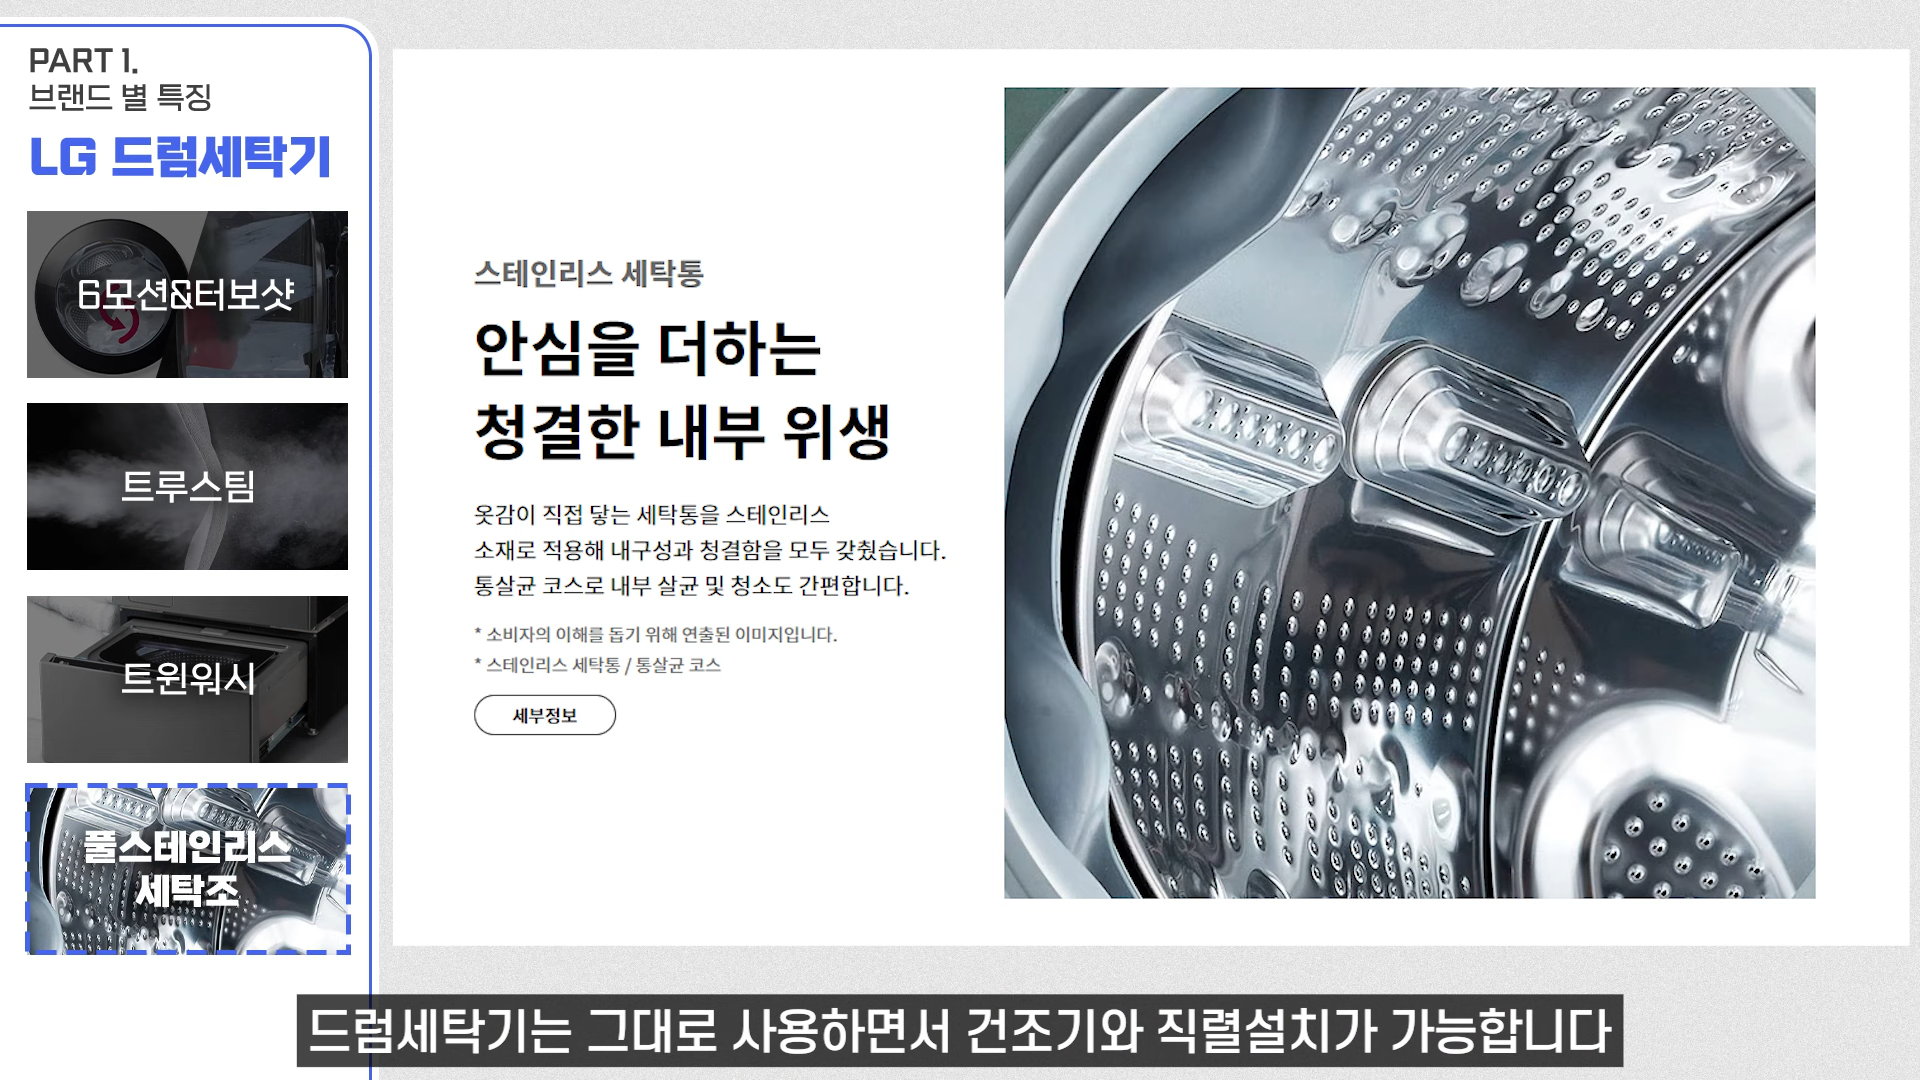 PART 1.
브랜드 별 특징
LG 드럼세탁기
6모션&터보샷
트루스팀
트윈워시
풀스테인리스
세탁조
스테인리스 세탁통
안심을 더하는
청결한 내부 위생
옷감이 직접 닿는 세탁통을 스테인리스
소재로 적용해 내구성과 청결함을 모두 갖췄습니다.
통살균 코스로 내부 살균 및 청소도 간편합니다.
* 소비자의 이해를 돕기 위해 연출된 이미지입니다.
* 스테인리스 세탁통 / 통살균 코스
세부정보
드럼세탁기는 그대로 사용하면서 건조기와 직렬설치가 가능합니다